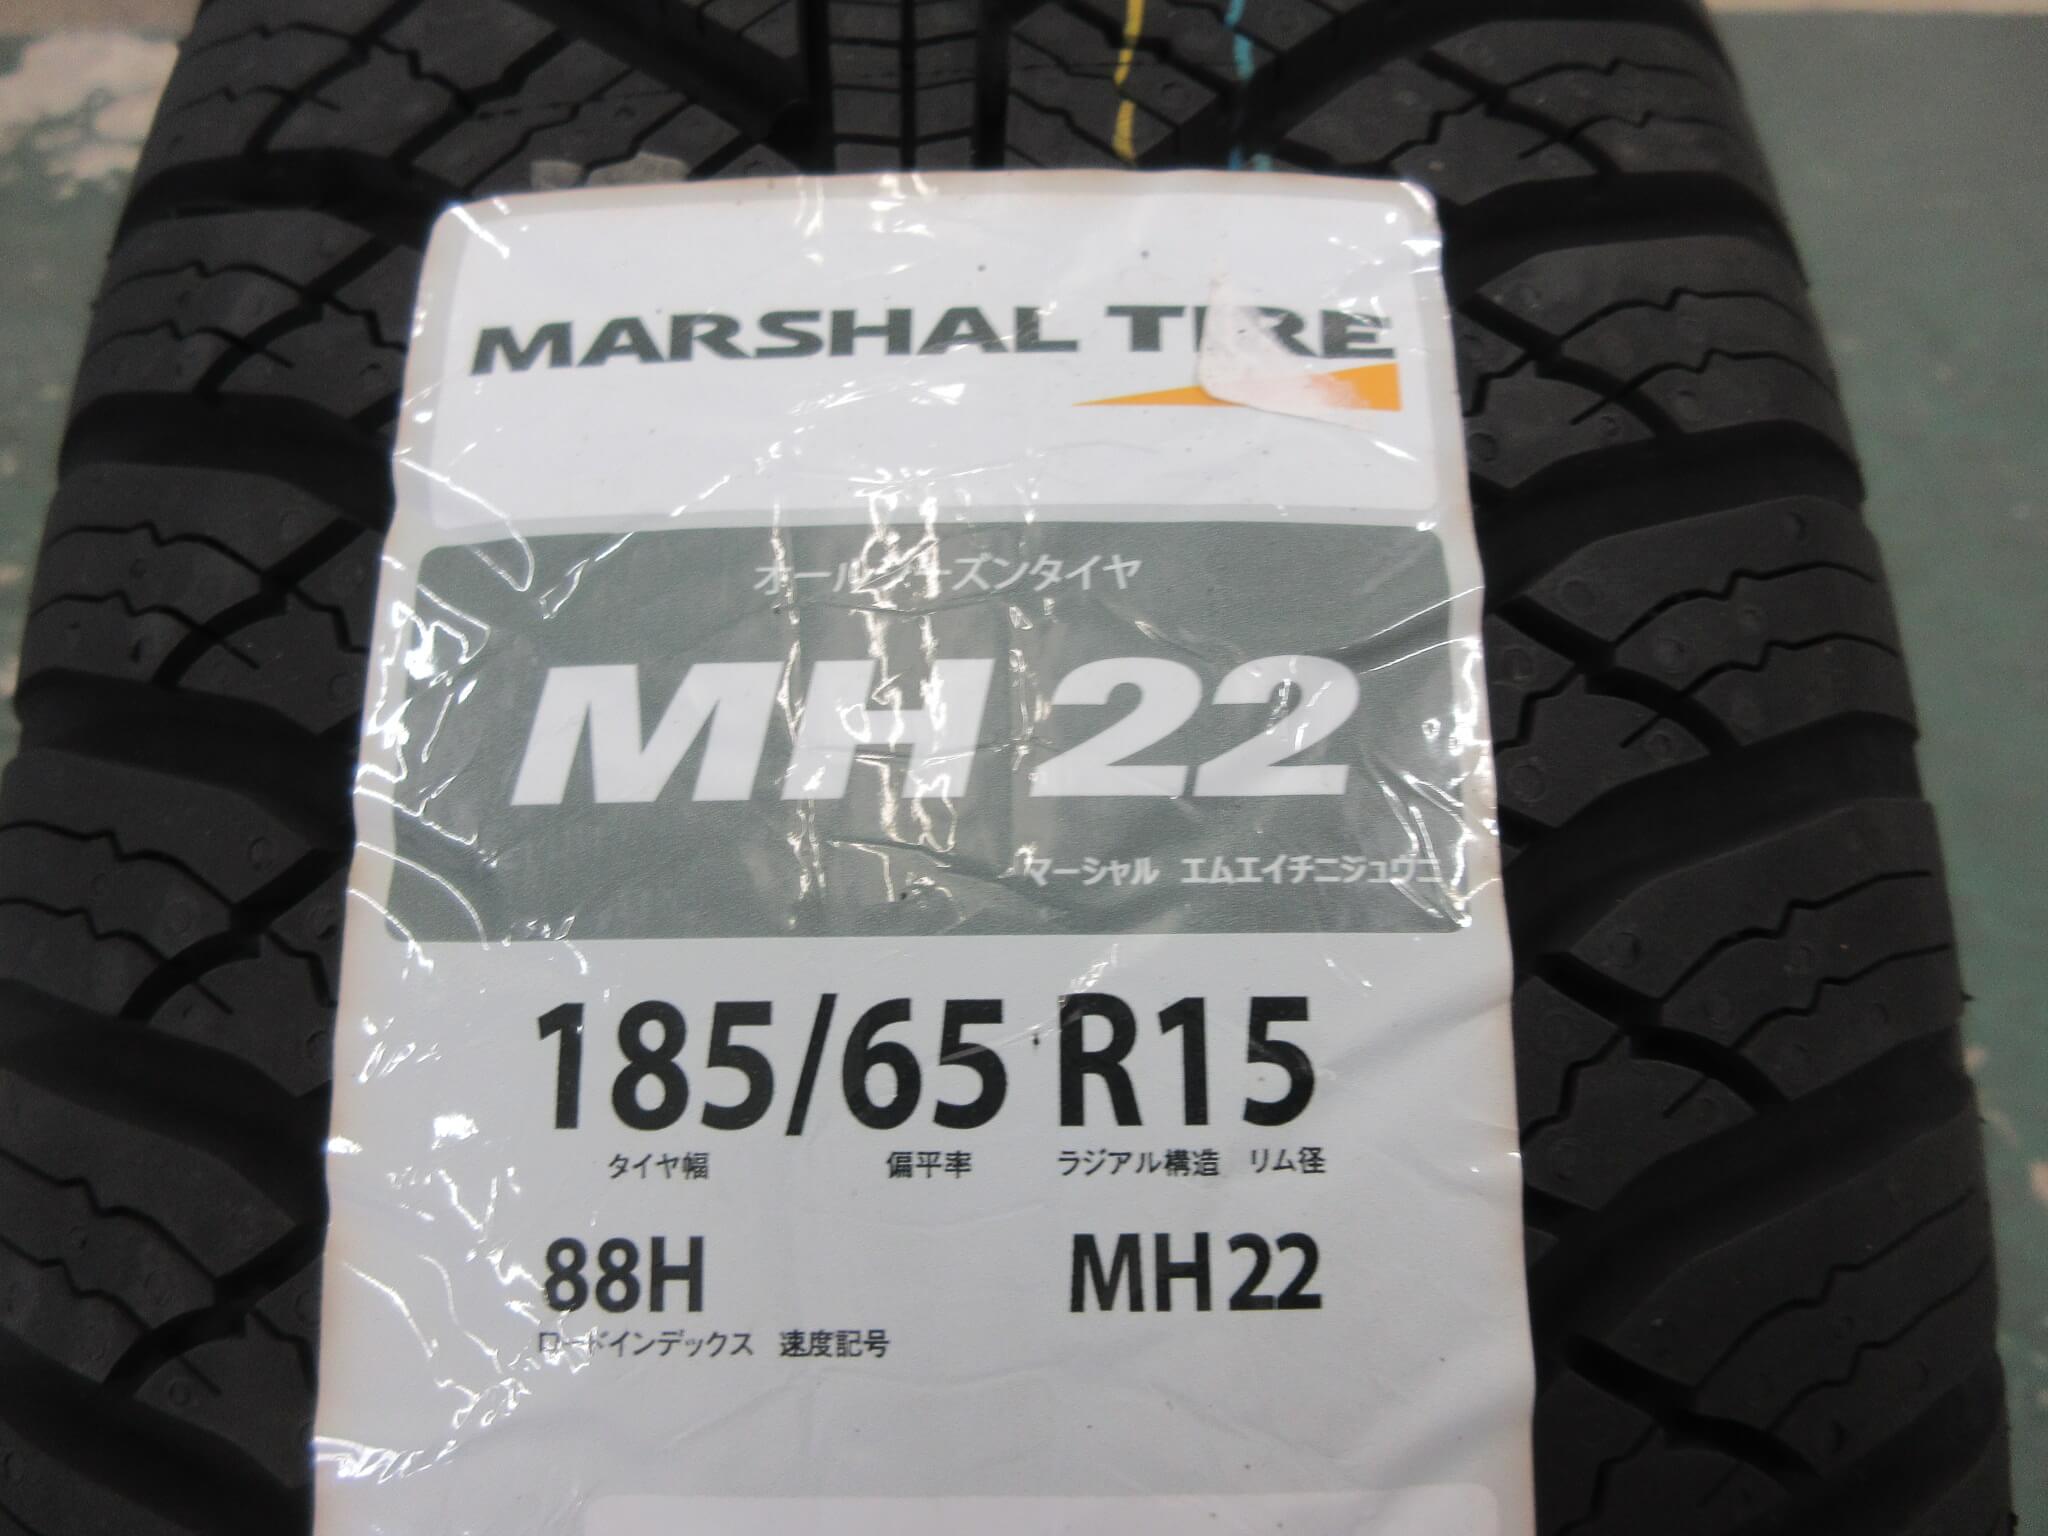 MARSHAL TIRE
オールシーズンタイヤ
MH22
マーシャル エムエイチニジュウニ
185/65 R15
タイヤ幅 偏平率 ラジアル構造 リム径
88H MH22
ロードインデックス 速度記号